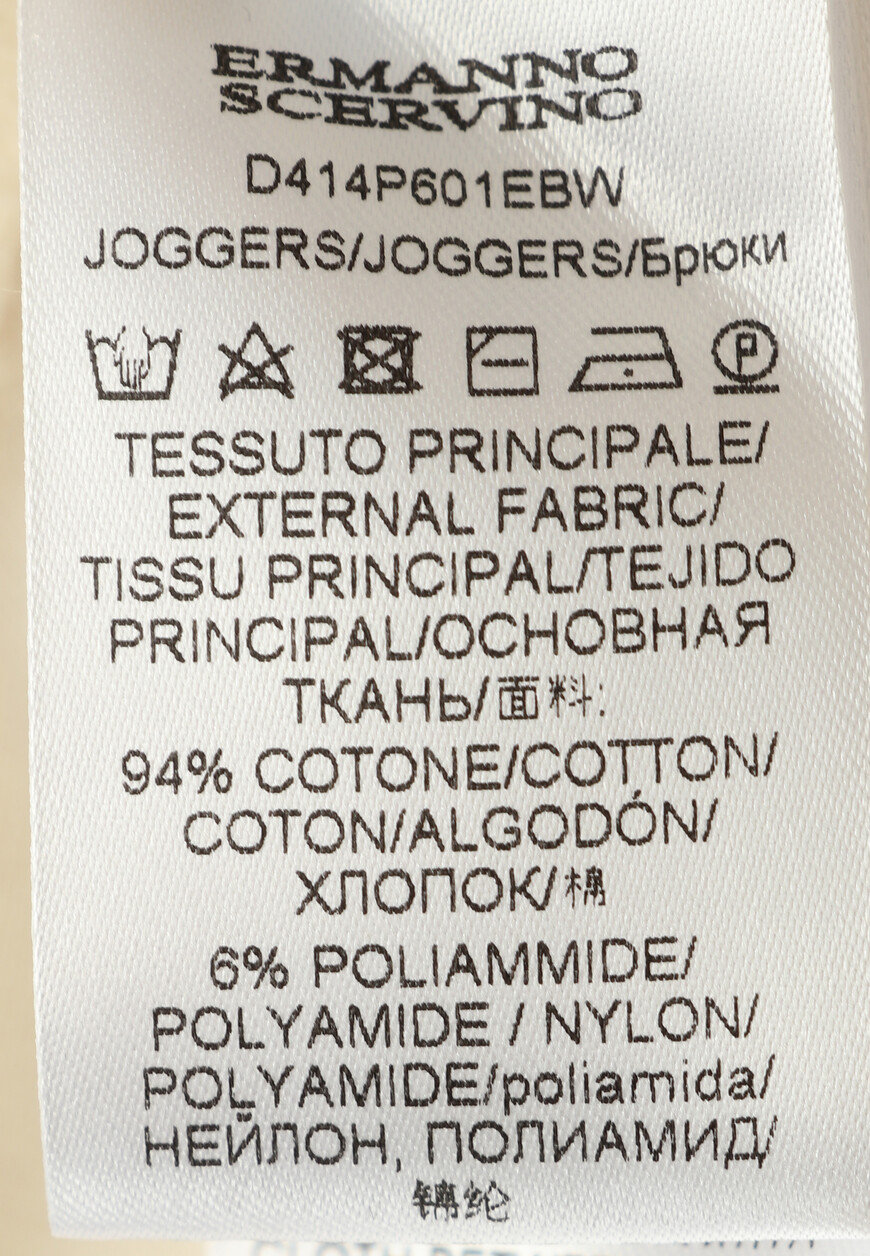 ERMANNO
SCERVINO
D414P601EBW
JOGGERS/JOGGERS/Брюки
P
TESSUTO PRINCIPALE/
EXTERNAL FABRIC/
TISSU PRINCIPAL/TEJIDO
PRINCIPAL/ОСНОВНАЯ
ТКАНЬ/面料:
94% COTONE/COTTON/
COTON/ALGODÓN/
ХЛОПОК/棉
6% POLIAMMIDE/
POLYAMIDE / NYLON/
POLYAMIDE/poliamida/
НЕЙЛОН, ПОЛИАМИД/
锦纶